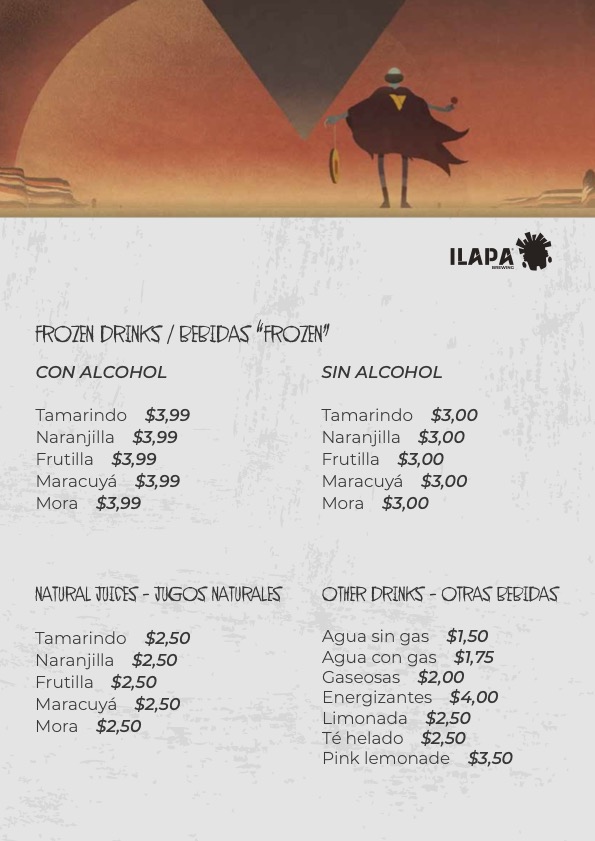 ILAPA
BREWING
FROZEN DRINKS / BEBIDAS "FROZEN"
CON ALCOHOL
Tamarindo $3,99
Naranjilla $3,99
Frutilla $3,99
Maracuyá $3,99
Mora $3,99
SIN ALCOHOL
Tamarindo $3,00
Naranjilla $3,00
Frutilla $3,00
Maracuyá $3,00
Mora $3,00
NATURAL JUICES - JUGOS NATURALES
Tamarindo $2,50
Naranjilla $2,50
Frutilla $2,50
Maracuyá $2,50
Mora $2,50
OTHER DRINKS - OTRAS BEBIDAS
Agua sin gas $1,50
Agua con gas $1,75
Gaseosas $2,00
Energizantes $4,00
Limonada $2,50
Té helado $2,50
Pink lemonade $3,50